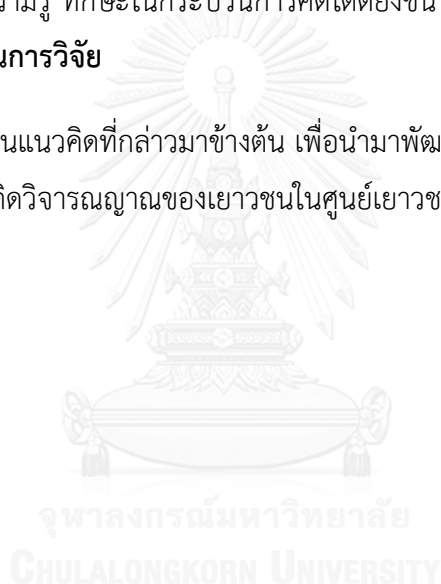 ทักษะในกระบวนการคิดได้ดียิ่งขึ้น
นการวิจัย
นแนวคิดที่กล่าวมาข้างต้น เพื่อนำมาพัฒ
คิดวิจารณญาณของเยาวชนในศูนย์เยาวช
จุฬาลงกรณ์มหาวิทยาลัย
CHULALONGKORN UNIVERSITY